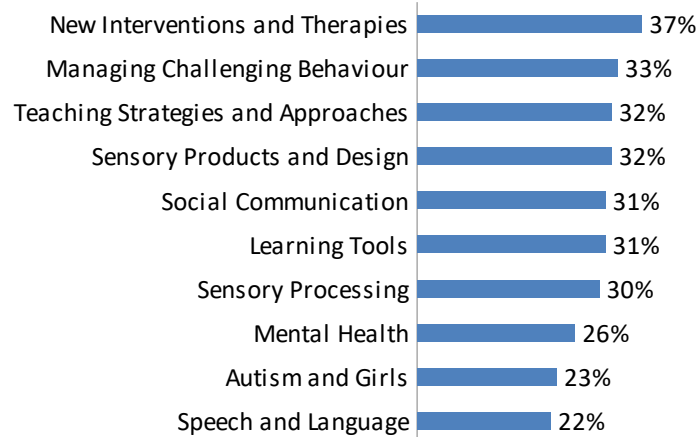 New Interventions and Therapies 37%
Managing Challenging Behaviour 33%
Teaching Strategies and Approaches 32%
Sensory Products and Design 32%
Social Communication 31%
Learning Tools 31%
Sensory Processing 30%
Mental Health 26%
Autism and Girls 23%
Speech and Language 22%